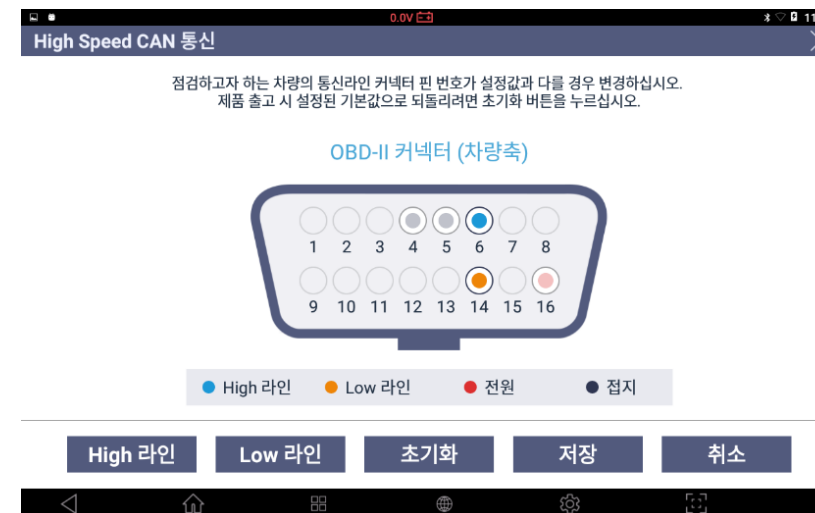 0.0V
11
High Speed CAN 통신
점검하고자 하는 차량의 통신라인 커넥터 핀 번호가 설정값과 다를 경우 변경하십시오.
제품 출고 시 설정된 기본값으로 되돌리려면 초기화 버튼을 누르십시오.
OBD-II 커넥터 (차량측)
1 2 3 4 5 6 7 8
9 10 11 12 13 14 15 16
High 라인 Low 라인 전원 접지
High 라인 Low 라인 초기화 저장 취소